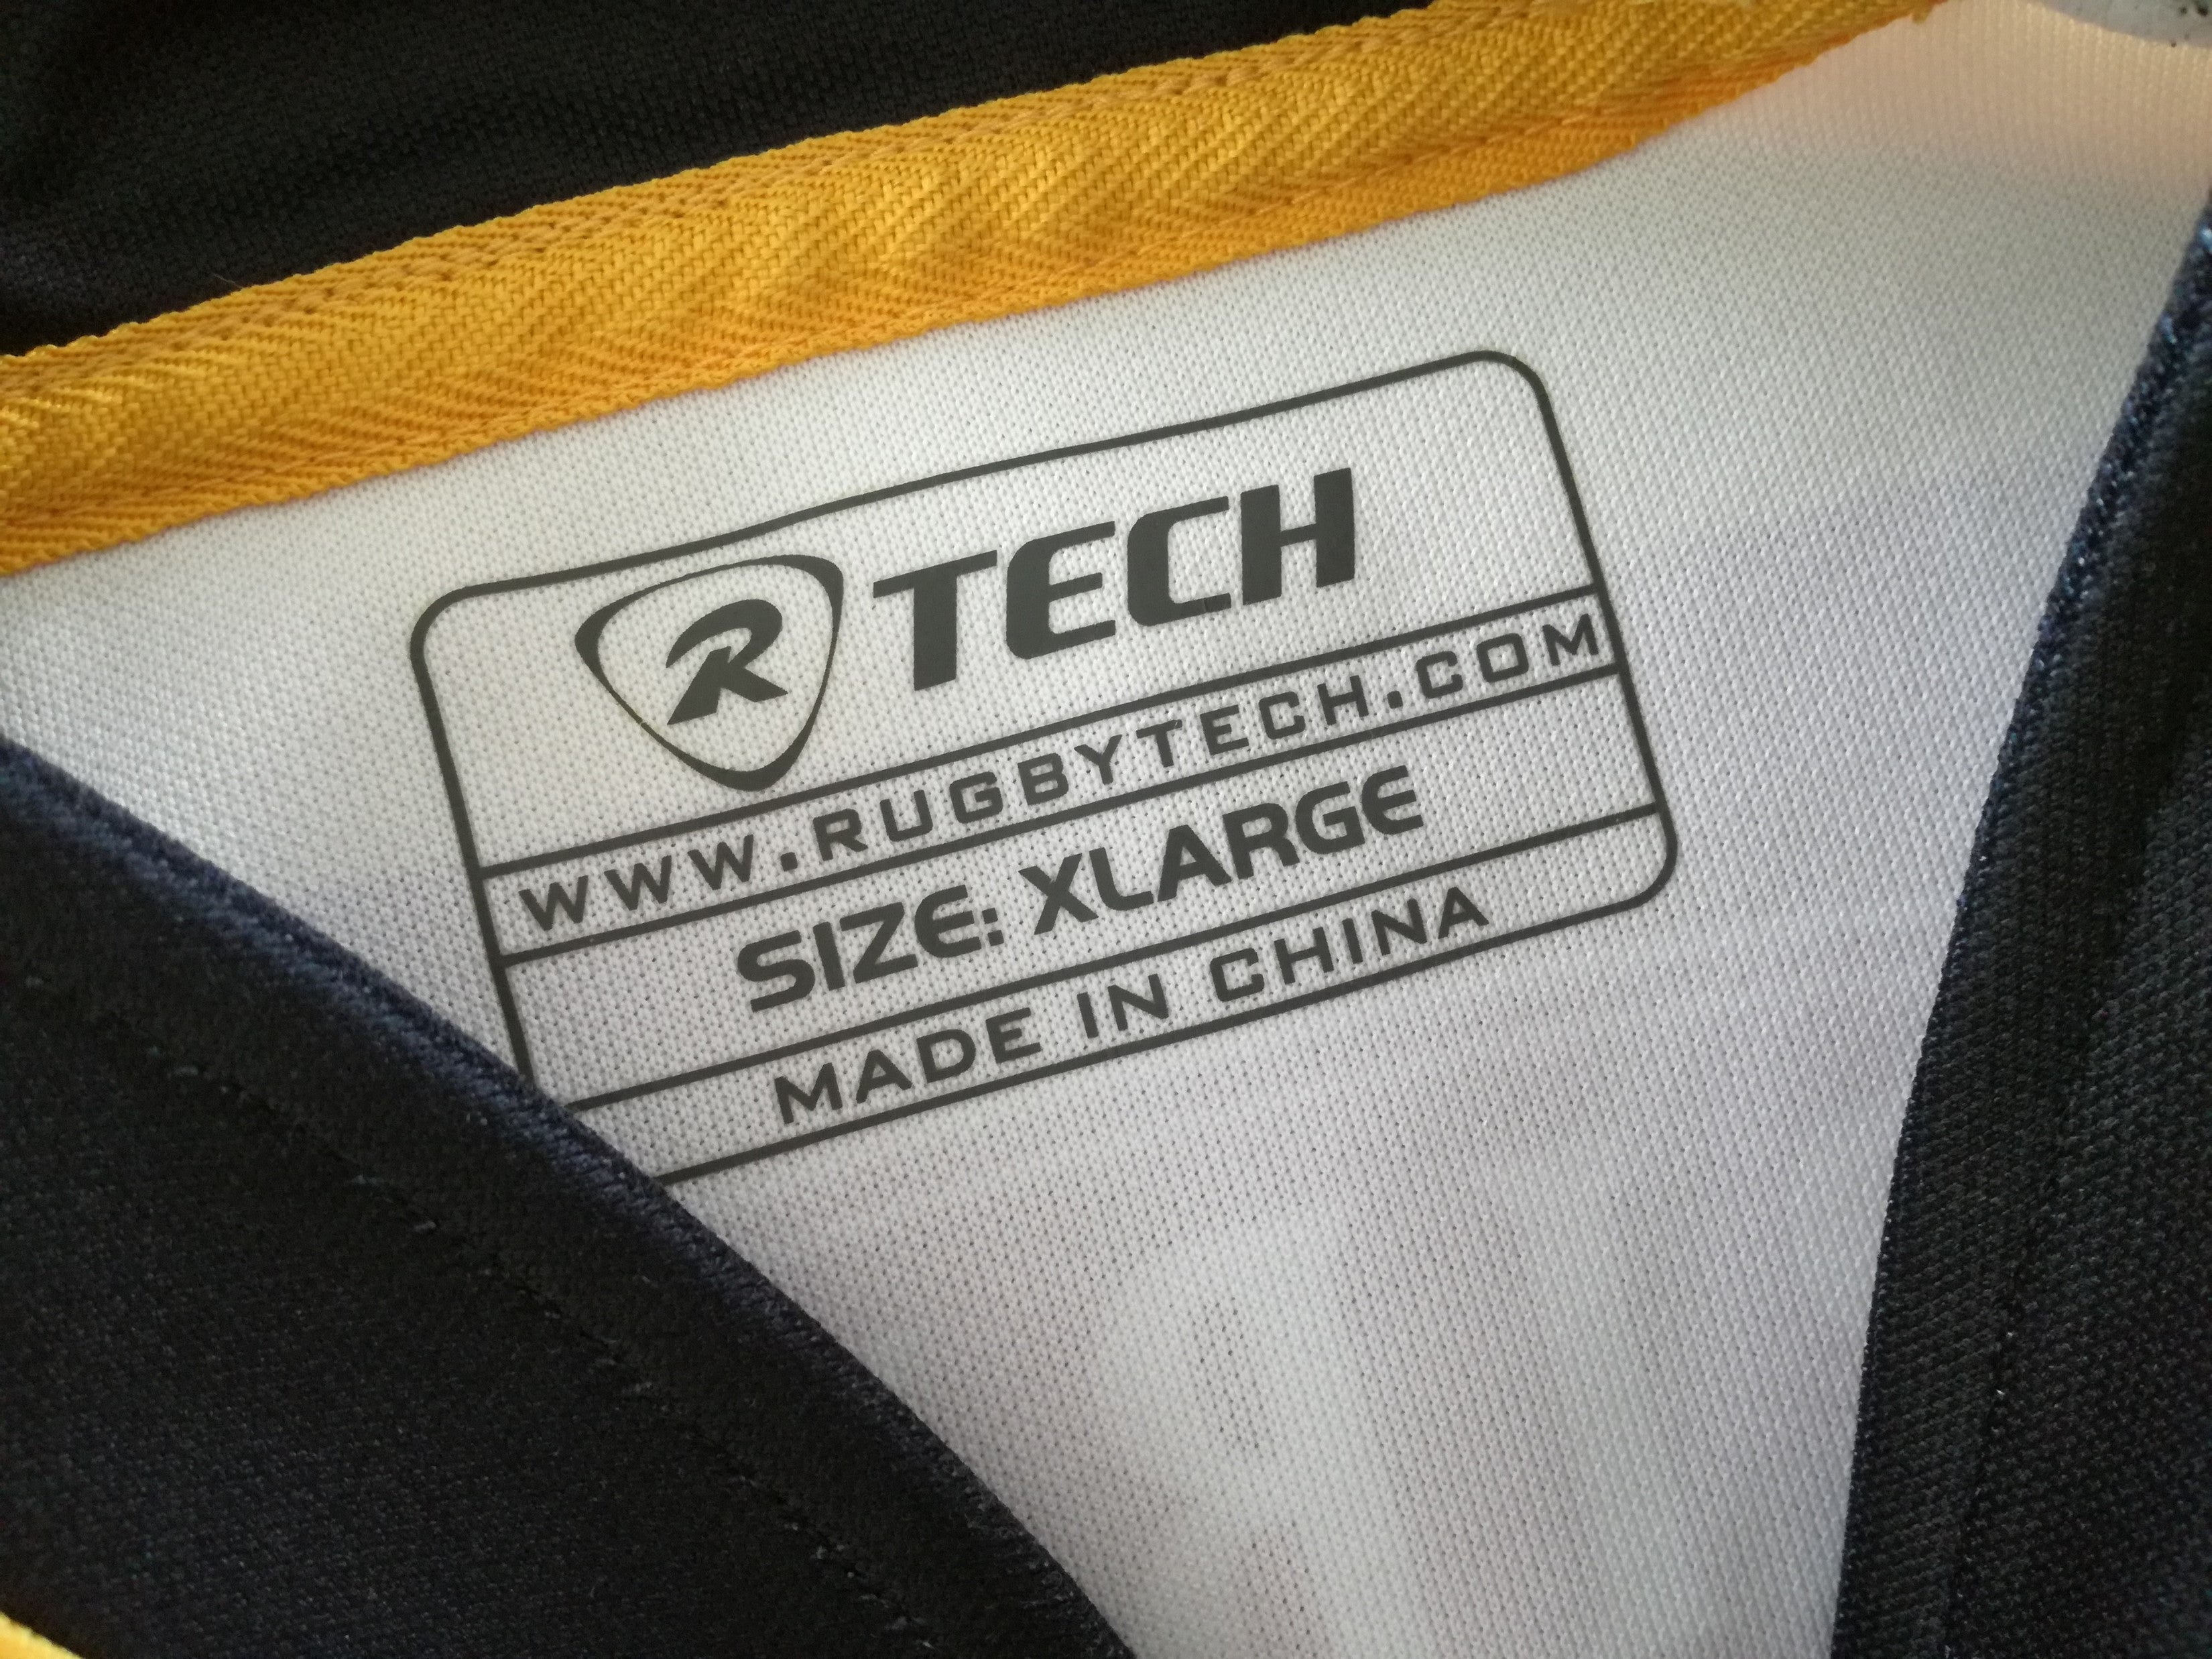 R TECH
WWW.RUGBYTECH.COM
SIZE: XLARGE
MADE IN CHINA